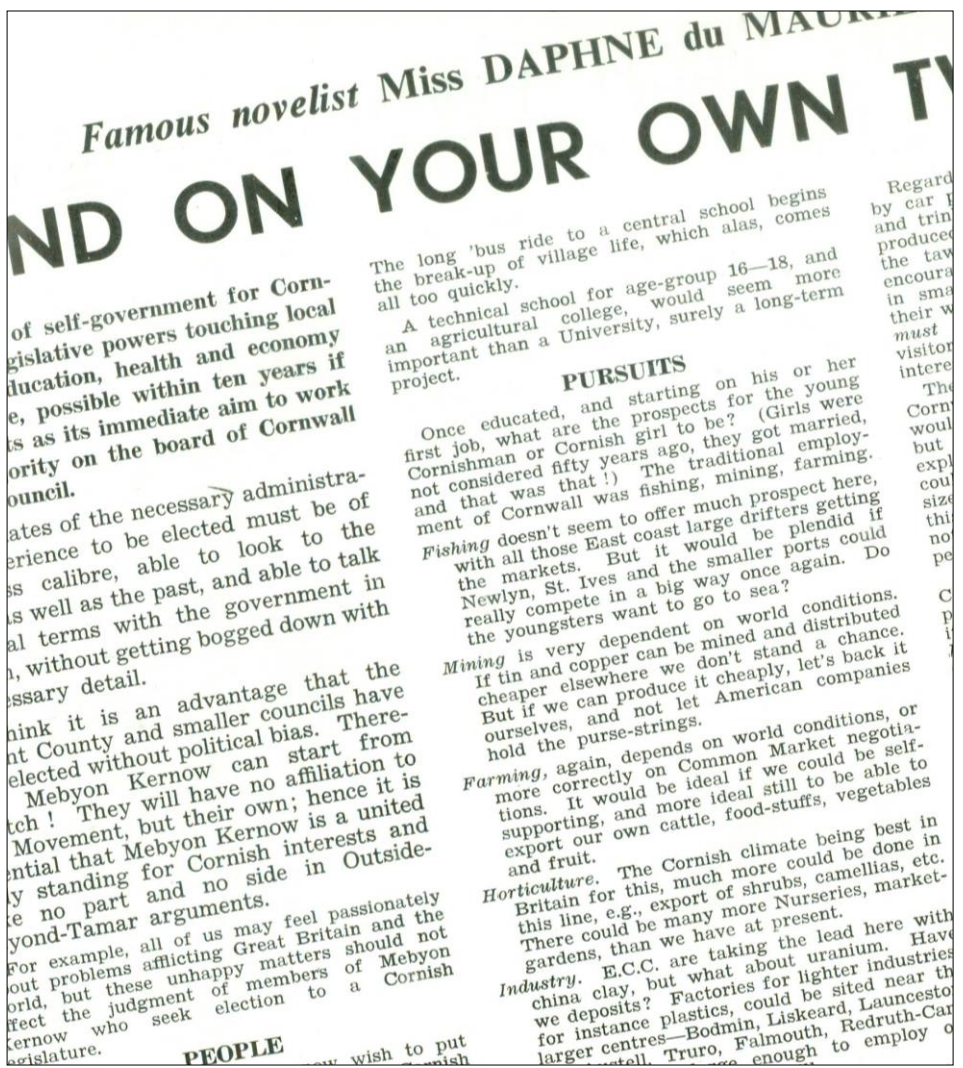 Famous novelist Miss DAPHNE du
ND ON YOUR OWN
of self-government for Corn-
gislative powers touching local
ducation, health and economy
e, possible within ten years if
ts as its immediate aim to work
ority on the board of Cornwall
ouncil.
ates of the necessary administra-
erience to be elected must be of
ss calibre, able to look to the
as well as the past, and able to talk
al terms with the government in
n, without getting bogged down with
essary detail.
hink it is an advantage that the
nt County and smaller councils have
elected without political bias. There-
Mebyon Kernow can start from
tch ! They will have no affiliation to
Movement, but their own; hence it is
ential that Mebyon Kernow is a united
ly standing for Cornish interests and
ke no part and no side in Outside-
yond-Tamar arguments.
For example, all of us may feel passionately
out problems afflicting Great Britain and the
orld, but these unhappy matters should not
ffect the judgment of members of Mebyon
Kernow who seek election to a Cornish
egislature.
PEOPLE
wish to put
The long 'bus ride to a central school begins
the break-up of village life, which alas, comes
all too quickly.
A technical school for age-group 16—18, and
an agricultural college, would seem more
important than a University, surely a long-term
project.
PURSUITS
Once educated, and starting on his or her
first job, what are the prospects for the young
Cornishman or Cornish girl to be? (Girls were
not considered fifty years ago, they got married,
and that was that !) The traditional employ-
ment of Cornwall was fishing, mining, farming.
Fishing doesn't seem to offer much prospect here,
with all those East coast large drifters getting
the markets. But it would be plendid if
Newlyn, St. Ives and the smaller ports could
really compete in a big way once again. Do
the youngsters want to go to sea?
Mining is very dependent on world conditions.
If tin and copper can be mined and distributed
cheaper elsewhere we don't stand a chance.
But if we can produce it cheaply, let's back it
ourselves, and not let American companies
hold the purse-strings.
Farming, again, depends on world conditions, or
more correctly on Common Market negotia-
tions. It would be ideal if we could be self-
supporting, and more ideal still to be able to
export our own cattle, food-stuffs, vegetables
and fruit.
Horticulture. The Cornish climate being best in
Britain for this, much more could be done in
this line, e.g., export of shrubs, camellias, etc.
There could be many more Nurseries, market-
gardens, than we have at present.
Industry. E.C.C. are taking the lead here with
china clay, but what about uranium. Have
we deposits? Factories for lighter industries
for instance plastics, could be sited near th
larger centres—Bodmin, Liskeard, Launcesto
Truro, Falmouth, Redruth-Ca
enough to employ
Regard
by car
and trin
produced
the taw
encoura
in sma
their w
must
visitor
intere
The
Corn
woul
but
expl
coul
size
thi
not
pe